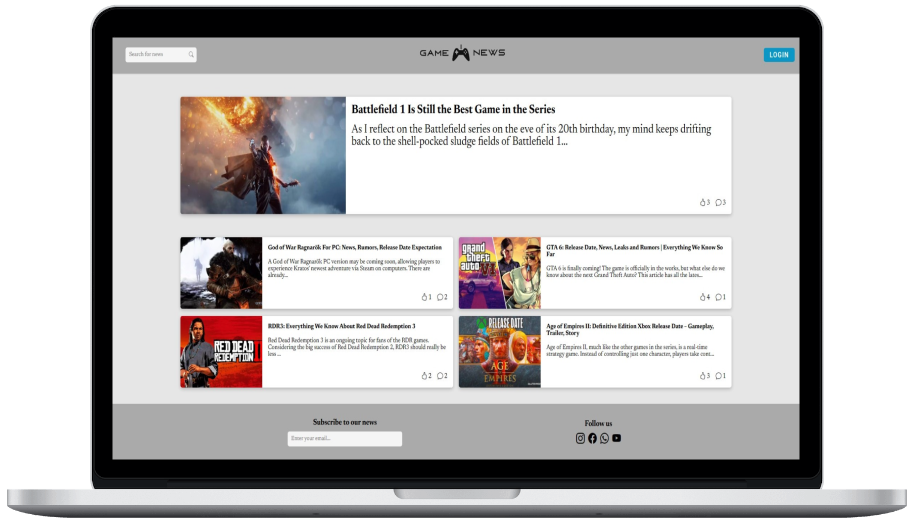 Search for news
GAME NEWS
LOGIN
Battlefield 1 Is Still the Best Game in the Series
As I reflect on the Battlefield series on the eve of its 20th birthday, my mind keeps drifting
back to the shell-pocked sludge fields of Battlefield 1...
3 3
God of War Ragnarök For PC: News, Rumors, Release Date Expectation
A God of War Ragnarök PC version may be coming soon, allowing players to
experience Kratos' newest adventure via Steam on computers. There are
already...
1 2
grand
theft
auto VI
GTA 6: Release Date, News, Leaks and Rumors | Everything We Know So
Far
GTA 6 is finally coming! The game is officially in the works, but what else do we
know about the next Grand Theft Auto? This article has all the lates...
4 1
RED DEAD
REDEMPTION
RDR3: Everything We Know About Red Dead Redemption 3
Red Dead Redemption 3 is an ongoing topic for fans of the RDR games.
Considering the big success of Red Dead Redemption 2, RDR3 should really be
less ...
2 2
RELEASE DATE
AGE
EMPIRES
Age of Empires II: Definitive Edition Xbox Release Date - Gameplay,
Trailer, Story
Age of Empires II, much like the other games in the series, is a real-time
strategy game. Instead of controlling just one character, players take cont...
3 1
Subscribe to our news
Enter your email...
Follow us